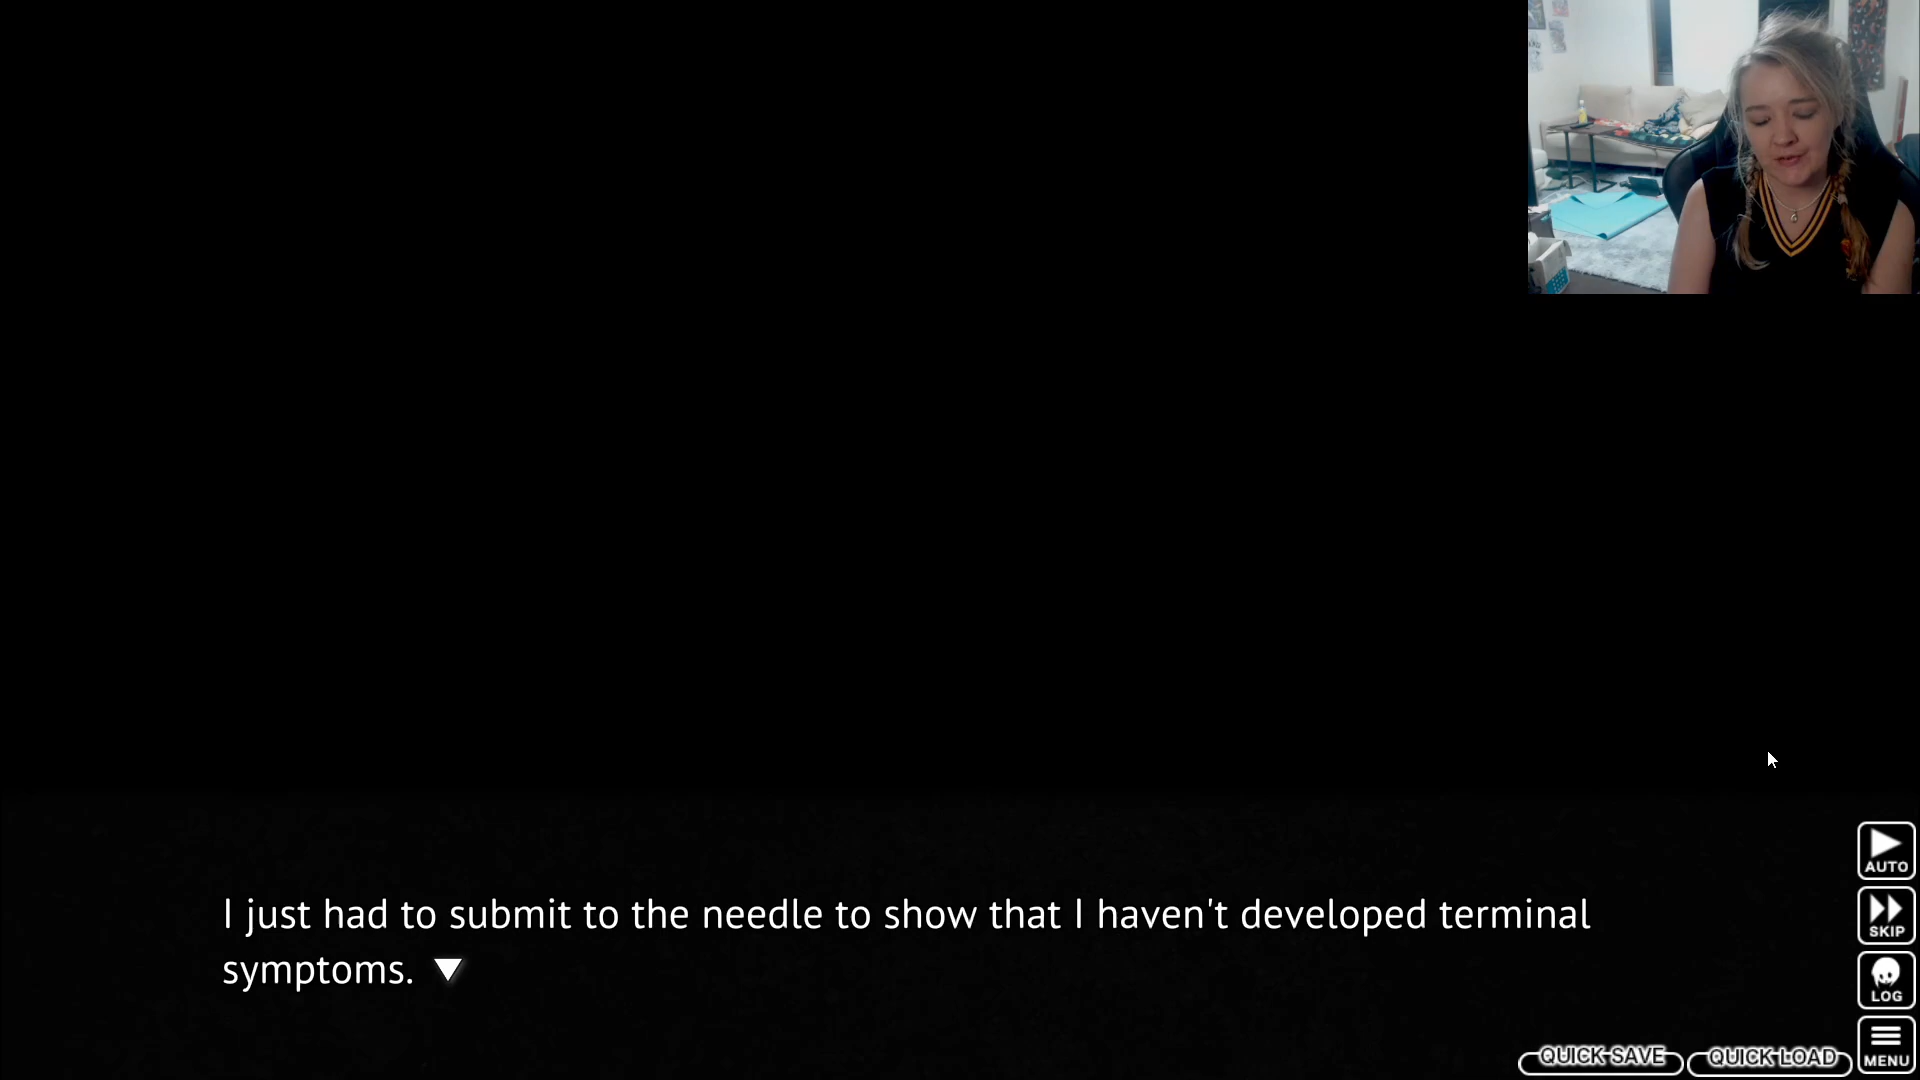 I just had to submit to the needle to show that I haven't developed terminal
symptoms.
AUTO
SKIP
LOG
MENU
QUICK SAVE
QUICK LOAD